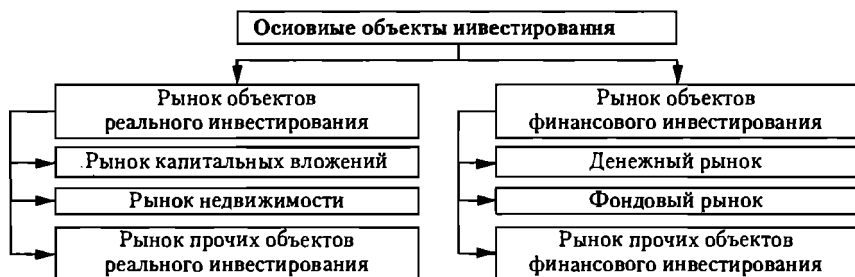 Основные объекты инвестирования
Рынок объектов
реального инвестирования
Рынок капитальных вложений
Рынок недвижимости
Рынок прочих объектов
реального инвестирования
Рынок объектов
финансового инвестирования
Денежный рынок
Фондовый рынок
Рынок прочих объектов
финансового инвестирования